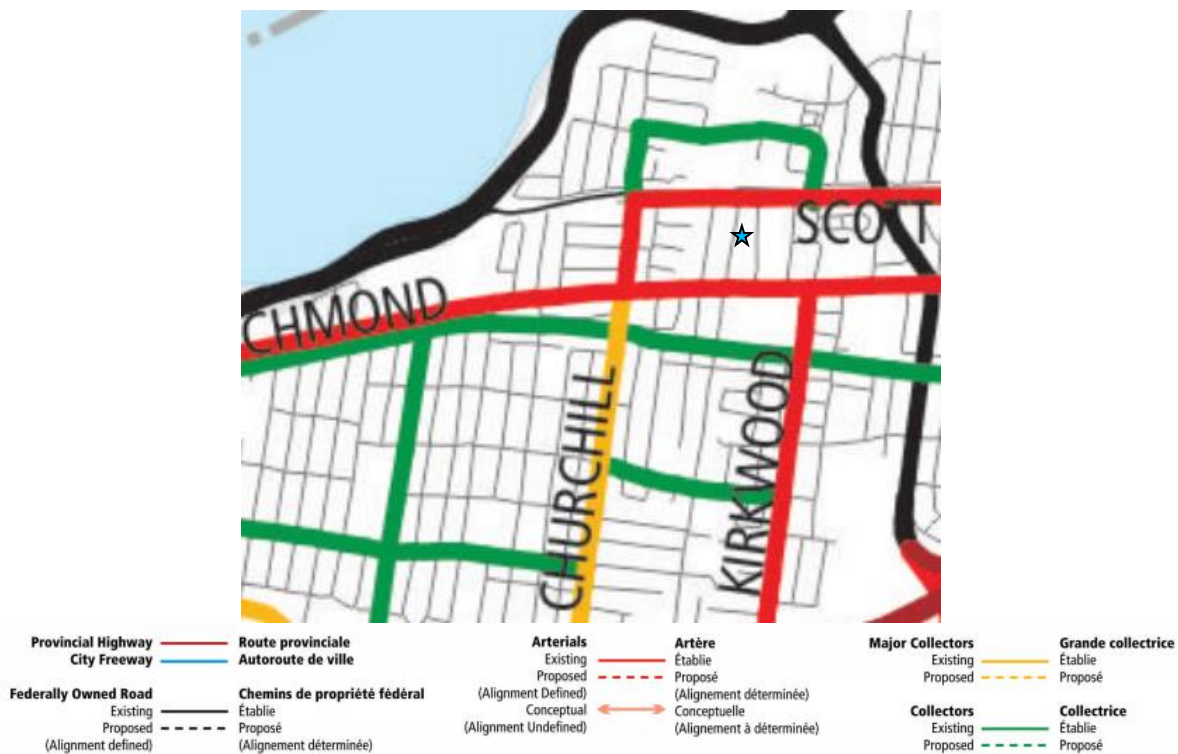 SCOTT
CHMOND
CHURCHILL
KIRKWOOD
Provincial Highway Route provinciale
City Freeway Autoroute de ville
Federally Owned Road Chemins de propriété fédéral
Existing Établie
Proposed Proposé
(Alignment defined) (Alignement déterminée)
Arterials Artère
Existing Établie
Proposed Proposé
(Alignment Defined) (Alignement déterminée)
Conceptual Conceptuelle
(Alignment Undefined) (Alignement à déterminée)
Major Collectors Grande collectrice
Existing Établie
Proposed Proposé
Collectors Collectrice
Existing Établie
Proposed Proposé